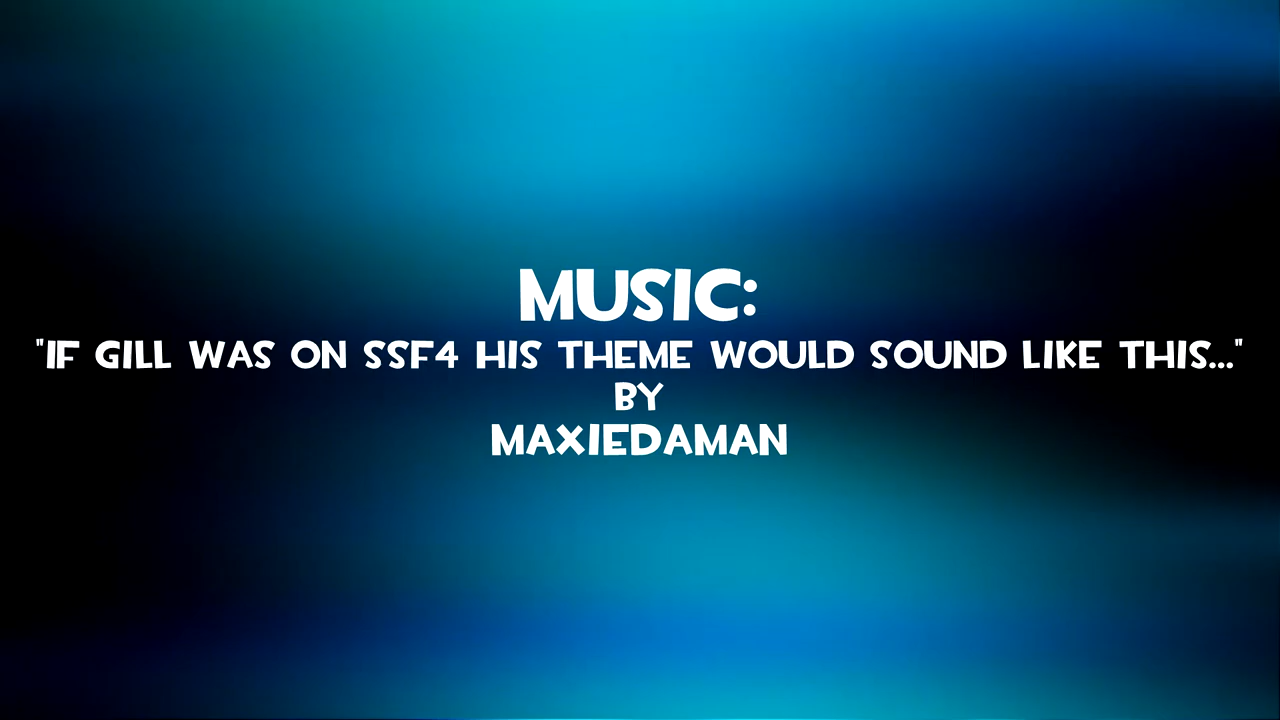 MUSIC:
"IF GILL WAS ON SSF4 HIS THEME WOULD SOUND LIKE THIS..."
BY
MAXIEDAMAN